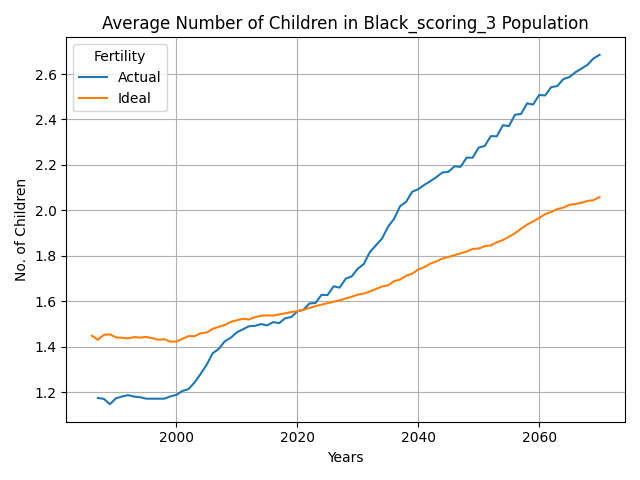 Average Number of Children in Black_scoring_3 Population
Fertility
Actual
Ideal
No. of Children
2.6
2.4
2.2
2.0
1.8
1.6
1.4
1.2
2000 2020 2040 2060
Years